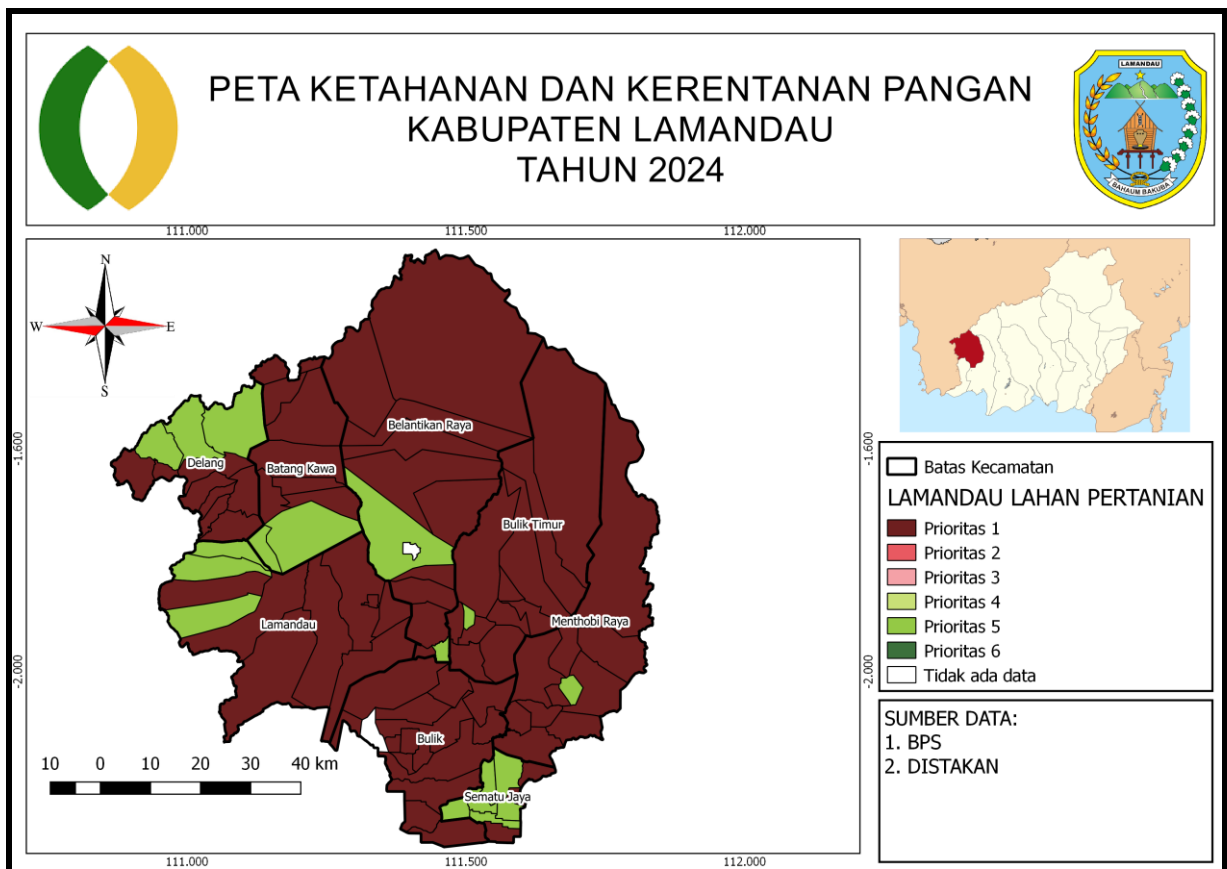 PETA KETAHANAN DAN KERENTANAN PANGAN
KABUPATEN LAMANDAU
TAHUN 2024
LAMANDAU
BAHAUM BAKUBA
111.000
111.500
112.000
N
W
E
S
-1.600
-1.600
Belantikan Raya
Delang
Batang Kawa
Bulik Timur
Lamandau
Menthobi Raya
-2.000
-2.000
Bulik
Sematu Jaya
10 0 10 20 30 40 km
111.000
111.500
112.000
Batas Kecamatan
LAMANDAU LAHAN PERTANIAN
Prioritas 1
Prioritas 2
Prioritas 3
Prioritas 4
Prioritas 5
Prioritas 6
Tidak ada data
SUMBER DATA:
1. BPS
2. DISTAKAN